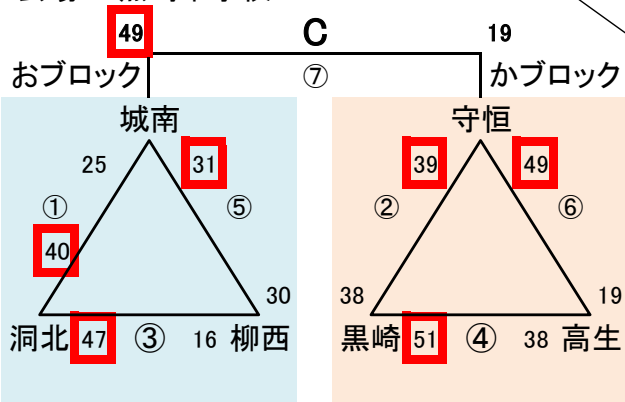 49 C 19
おブロック ⑦ かブロック
城南 守恒
25 31 39 49
① ⑤ ② ⑥
40
30 38 19
洞北 47 ③ 16 柳西 黒崎 51 ④ 38 高生